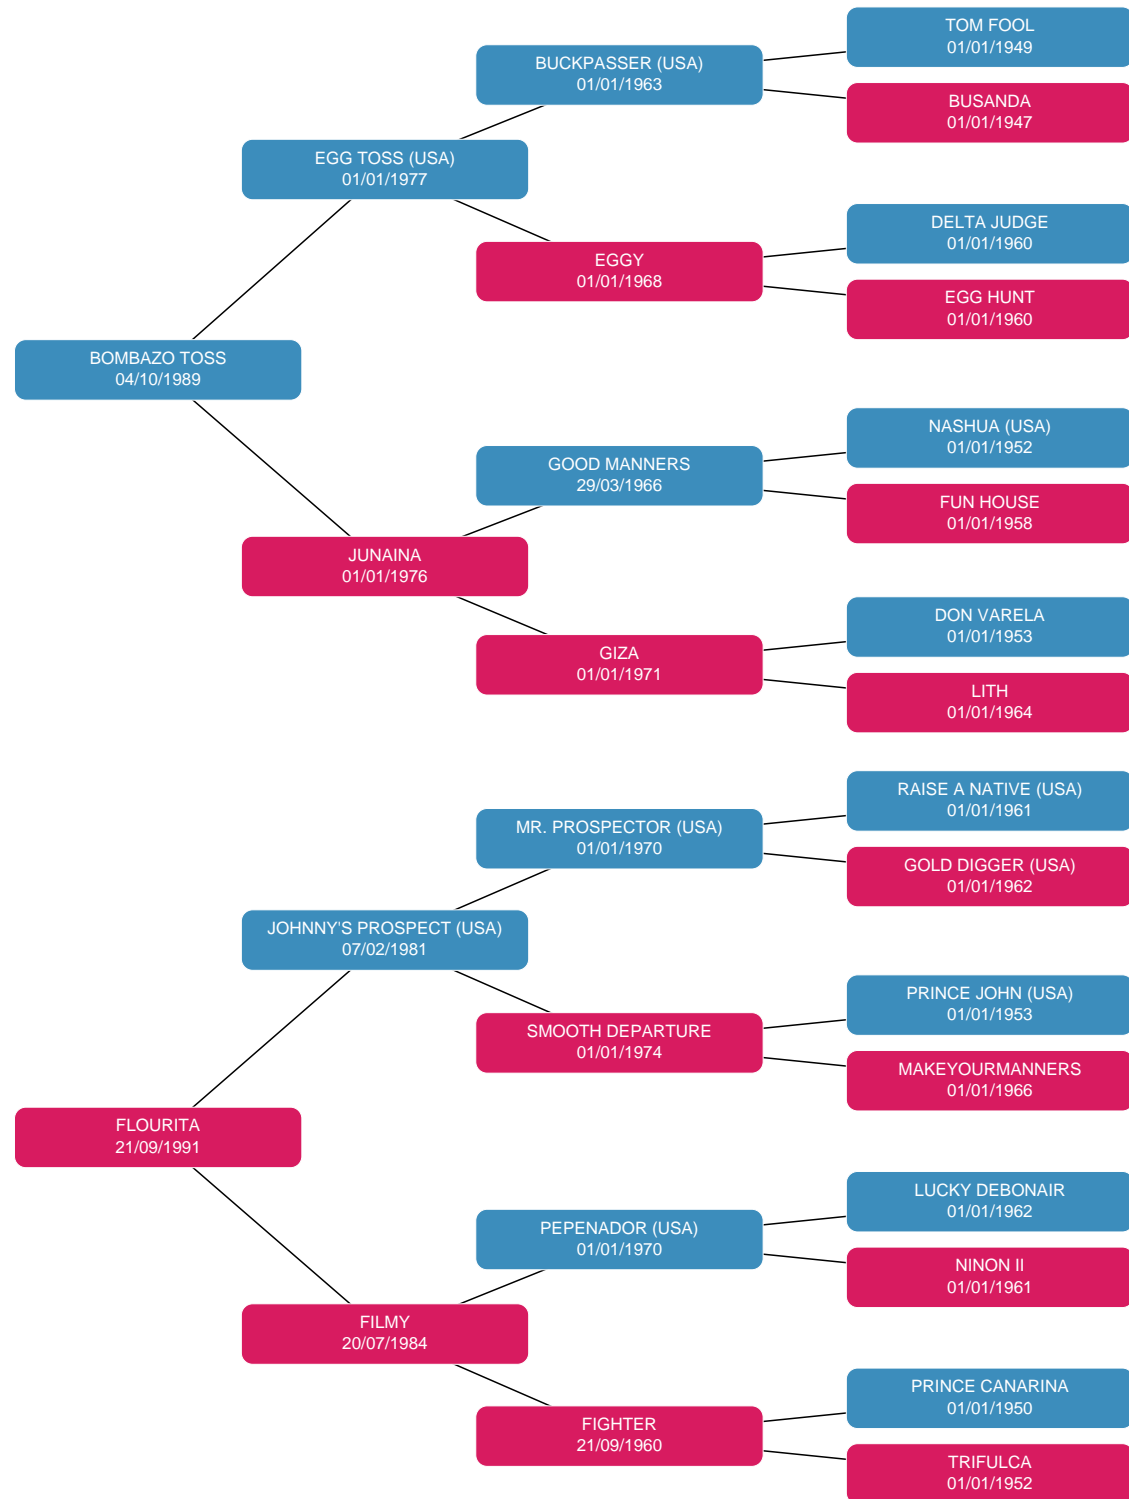 TOM FOOL
01/01/1949
BUCKPASSER (USA)
01/01/1963
BUSANDA
01/01/1947
EGG TOSS (USA)
01/01/1977
DELTA JUDGE
01/01/1960
EGGY
01/01/1968
EGG HUNT
01/01/1960
BOMBAZO TOSS
04/10/1989
NASHUA (USA)
01/01/1952
GOOD MANNERS
29/03/1966
FUN HOUSE
01/01/1958
JUNAINA
01/01/1976
DON VARELA
01/01/1953
GIZA
01/01/1971
LITH
01/01/1964
RAISE A NATIVE (USA)
01/01/1961
MR. PROSPECTOR (USA)
01/01/1970
GOLD DIGGER (USA)
01/01/1962
JOHNNY'S PROSPECT (USA)
07/02/1981
PRINCE JOHN (USA)
01/01/1953
SMOOTH DEPARTURE
01/01/1974
MAKEYOURMANNERS
01/01/1966
FLOURITA
21/09/1991
LUCKY DEBONAIR
01/01/1962
PEPENADOR (USA)
01/01/1970
NINON II
01/01/1961
FILMY
20/07/1984
PRINCE CANARINA
01/01/1950
FIGHTER
21/09/1960
TRIFULCA
01/01/1952